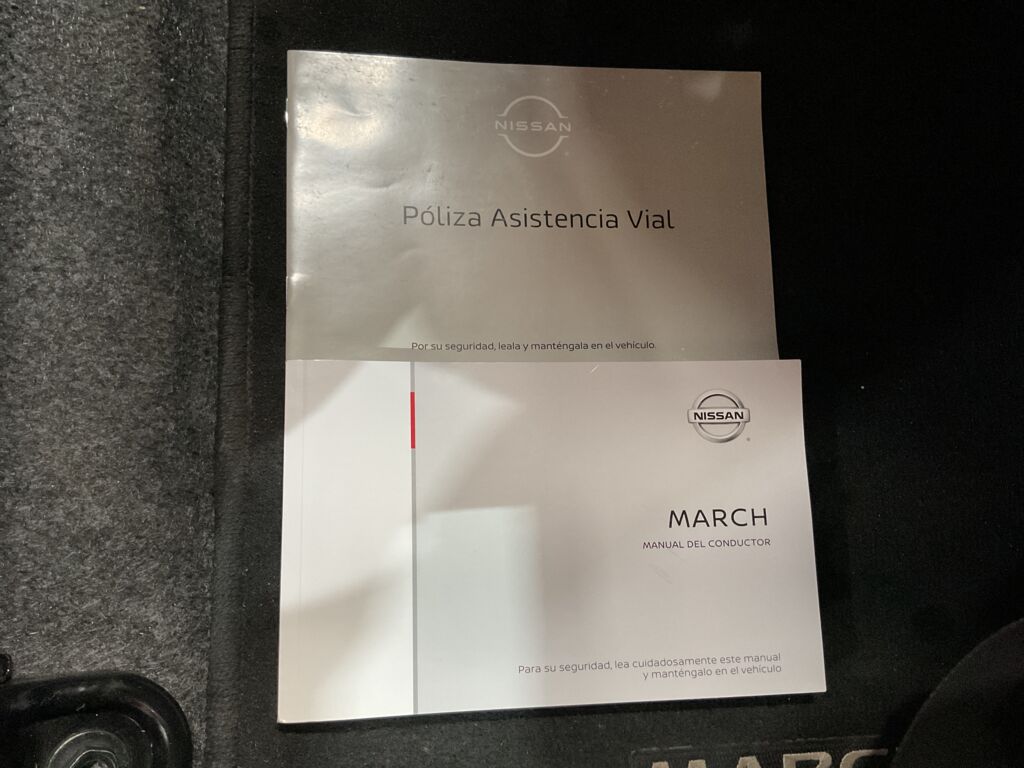 NISSAN
Póliza Asistencia Vial
Por su seguridad, leala y manténgala en el vehículo.
NISSAN
MARCH
MANUAL DEL CONDUCTOR
Para su seguridad, lea cuidadosamente este manual
y manténgalo en el vehículo